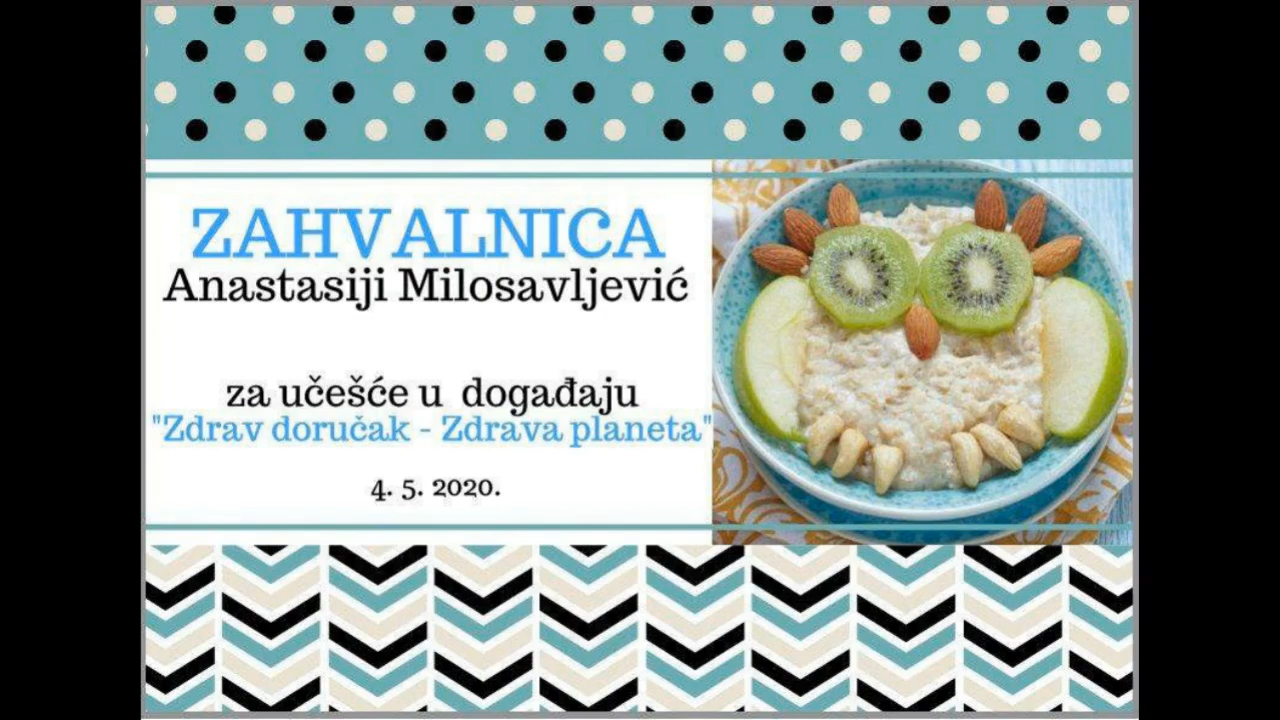 ZAHVALNICA
Anastasiji Milosavljević
za učešće u događaju
"Zdrav doručak - Zdrava planeta"
4. 5. 2020.